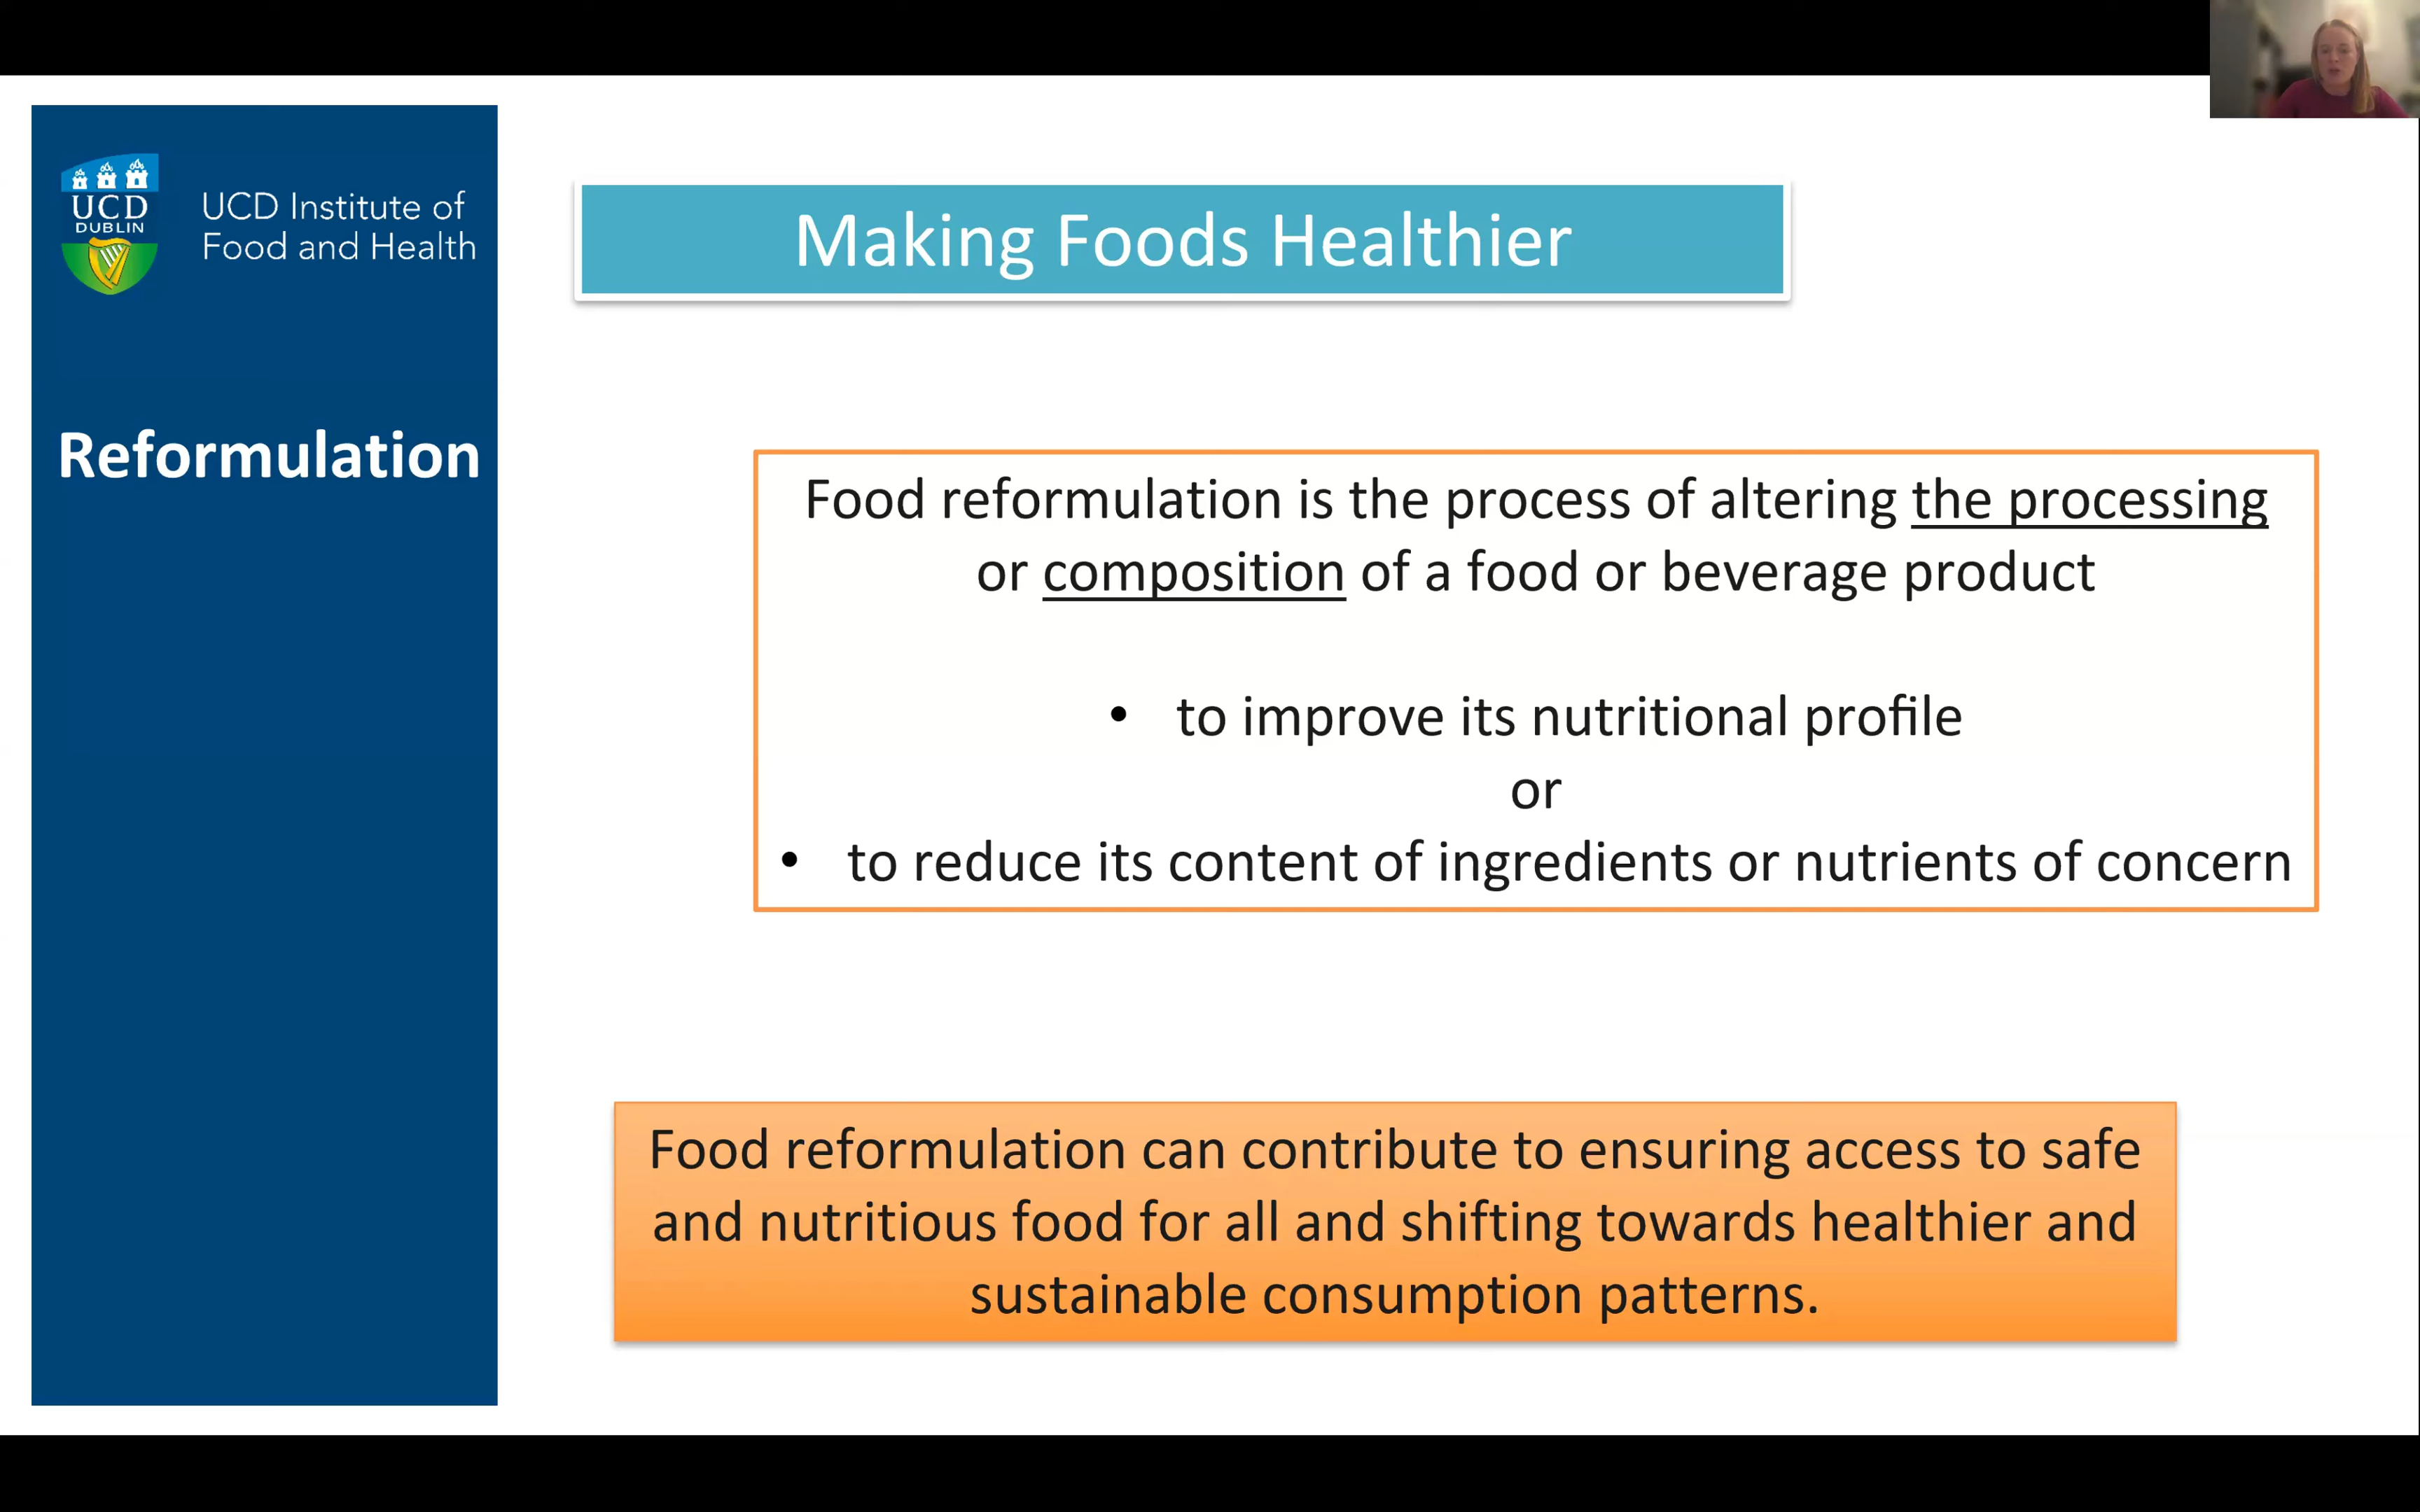 UCD
DUBLIN
UCD Institute of
Food and Health
Reformulation
Making Foods Healthier
Food reformulation is the process of altering the processing
or composition of a food or beverage product
• to improve its nutritional profile
or
• to reduce its content of ingredients or nutrients of concern
Food reformulation can contribute to ensuring access to safe
and nutritious food for all and shifting towards healthier and
sustainable consumption patterns.